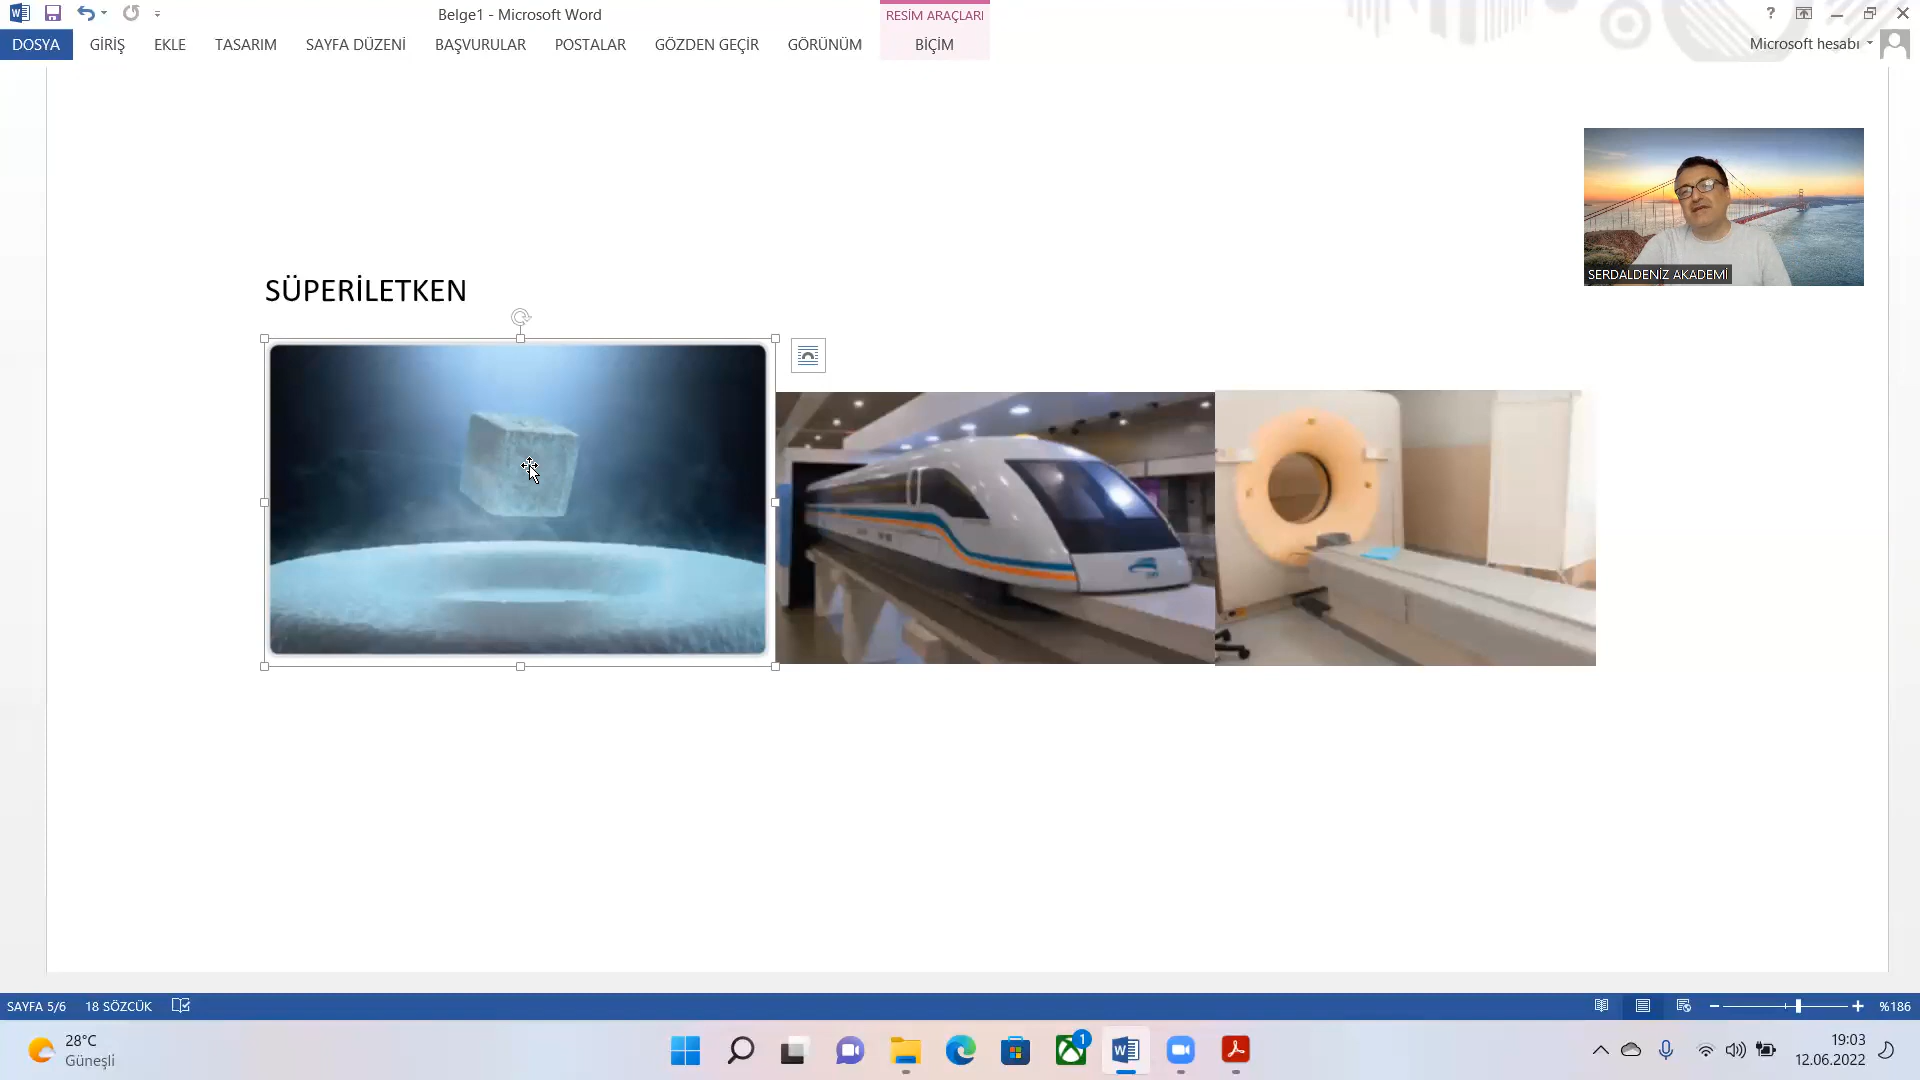 Belge1 - Microsoft Word
RESİM ARAÇLARI
?
DOSYA
GİRİŞ
EKLE
TASARIM
SAYFA DÜZENİ
BAŞVURULAR
POSTALAR
GÖZDEN GEÇİR
GÖRÜNÜM
BİÇİM
Microsoft hesabı
SERDALDENİZ AKADEMİ
SÜPERİLETKEN
SAYFA 5/6
18 SÖZCÜK
%186
28°C
Güneşli
1
19:03
12.06.2022